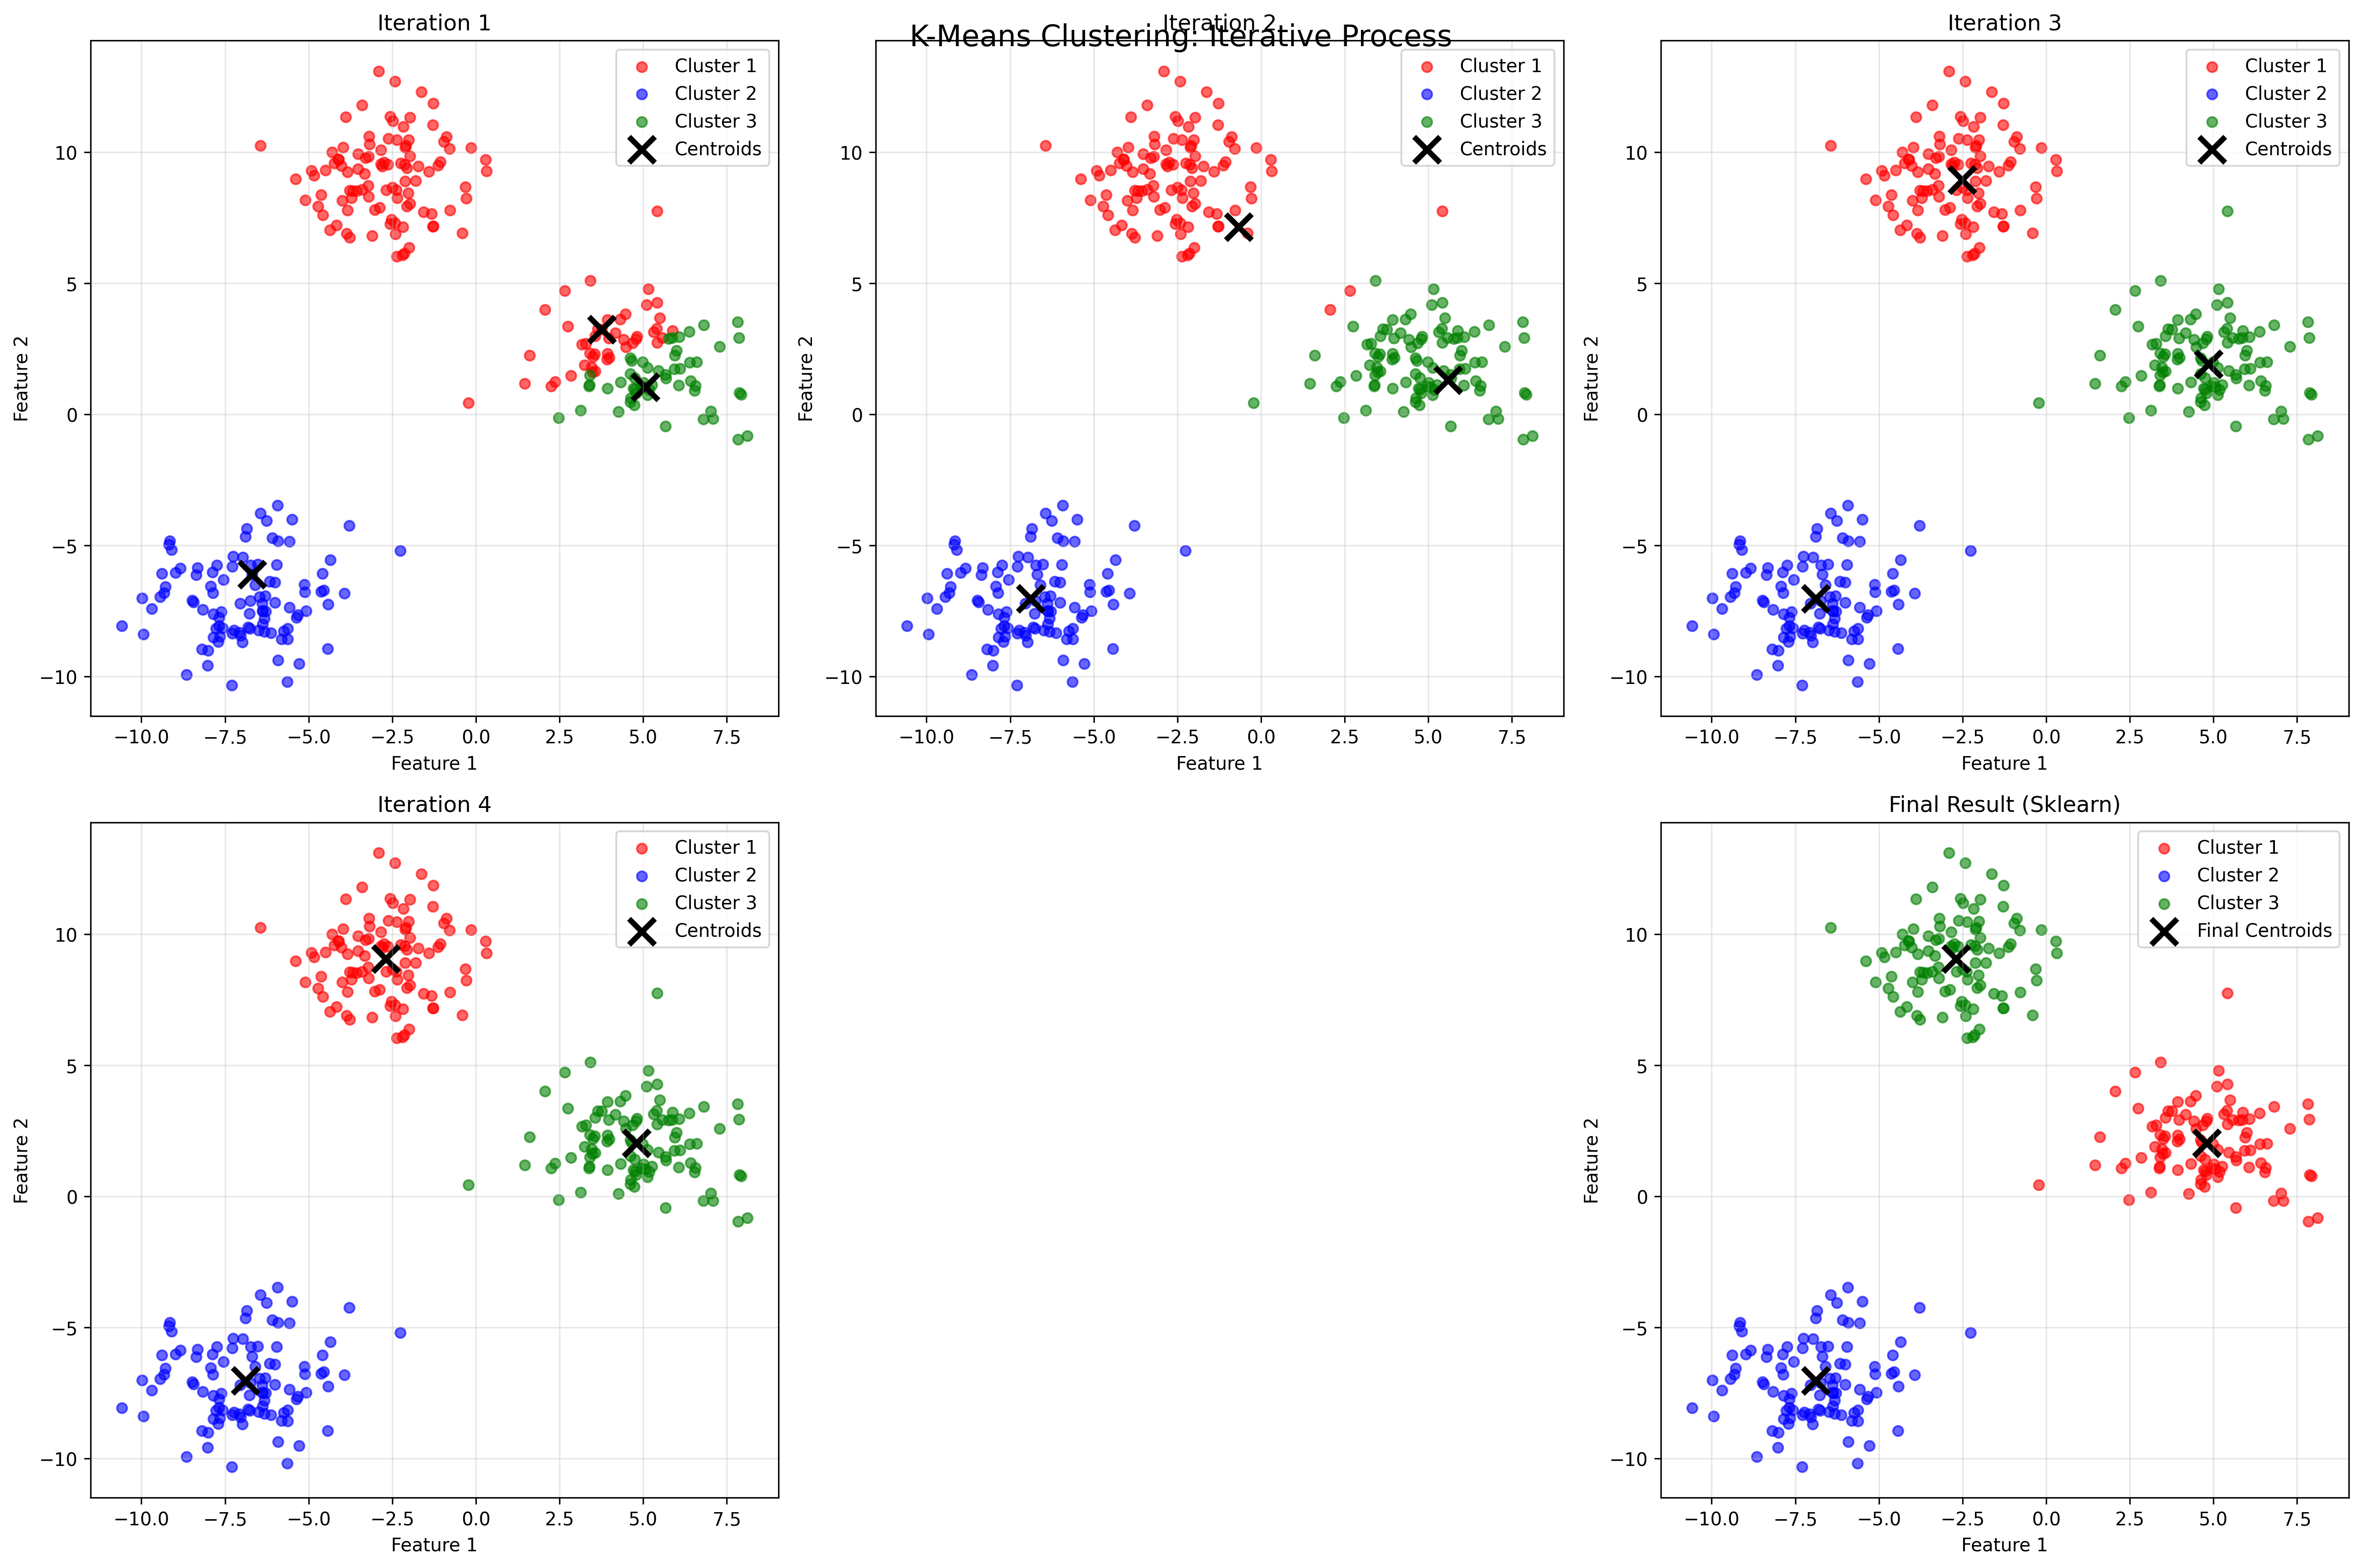 K-Means Clustering: Iterative Process
Iteration 1
Cluster 1
Cluster 2
Cluster 3
Centroids
10
5
0
−5
−10
Feature 2
−10.0 −7.5 −5.0 −2.5 0.0 2.5 5.0 7.5
Feature 1
Iteration 2
Cluster 1
Cluster 2
Cluster 3
Centroids
10
5
0
−5
−10
Feature 2
−10.0 −7.5 −5.0 −2.5 0.0 2.5 5.0 7.5
Feature 1
Iteration 3
Cluster 1
Cluster 2
Cluster 3
Centroids
10
5
0
−5
−10
Feature 2
−10.0 −7.5 −5.0 −2.5 0.0 2.5 5.0 7.5
Feature 1
Iteration 4
Cluster 1
Cluster 2
Cluster 3
Centroids
10
5
0
−5
−10
Feature 2
−10.0 −7.5 −5.0 −2.5 0.0 2.5 5.0 7.5
Feature 1
Final Result (Sklearn)
Cluster 1
Cluster 2
Cluster 3
Final Centroids
10
5
0
−5
−10
Feature 2
−10.0 −7.5 −5.0 −2.5 0.0 2.5 5.0 7.5
Feature 1